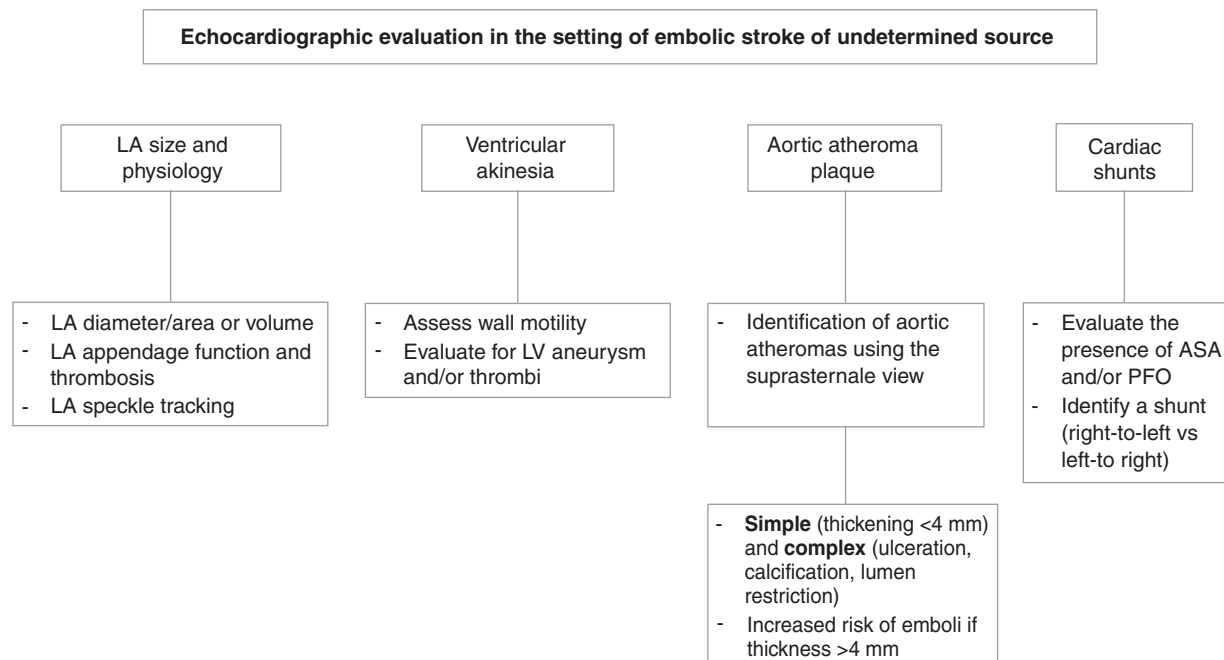 Echocardiographic evaluation in the setting of embolic stroke of undetermined source
LA size and
physiology
- LA diameter/area or volume
- LA appendage function and
thrombosis
- LA speckle tracking
Ventricular
akinesia
- Assess wall motility
- Evaluate for LV aneurysm
and/or thrombi
Aortic atheroma
plaque
- Identification of aortic
atheromas using the
suprasternale view
- Simple (thickening <4 mm)
and complex (ulceration,
calcification, lumen
restriction)
- Increased risk of emboli if
thickness >4 mm
Cardiac
shunts
- Evaluate the
presence of ASA
and/or PFO
- Identify a shunt
(right-to-left vs
left-to right)